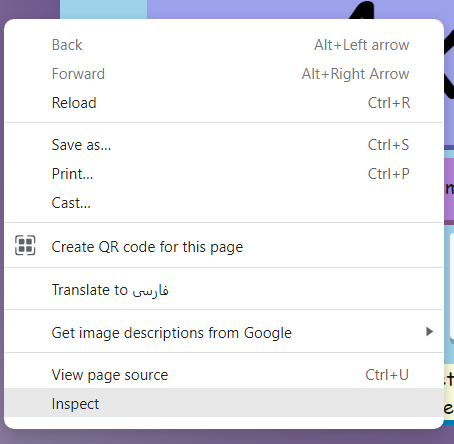 Back Alt+Left arrow
Forward Alt+Right Arrow
Reload Ctrl+R
Save as... Ctrl+S
Print... Ctrl+P
Cast...
Create QR code for this page
Translate to فارسی
Get image descriptions from Google
View page source Ctrl+U
Inspect